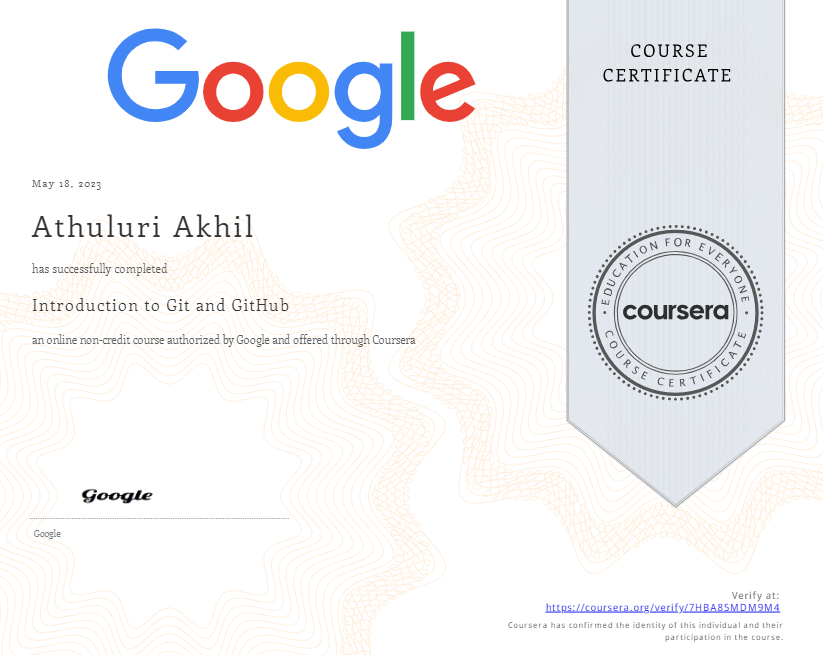 Google
COURSE
CERTIFICATE
May 18, 2023
Athuluri Akhil
has successfully completed
Introduction to Git and GitHub
an online non-credit course authorized by Google and offered through Coursera
EDUCATION FOR EVERYONE
coursera
COURSE CERTIFICATE
Google
Google
Verify at:
https://coursera.org/verify/7HBA85MDM9M4
Coursera has confirmed the identity of this individual and their
participation in the course.